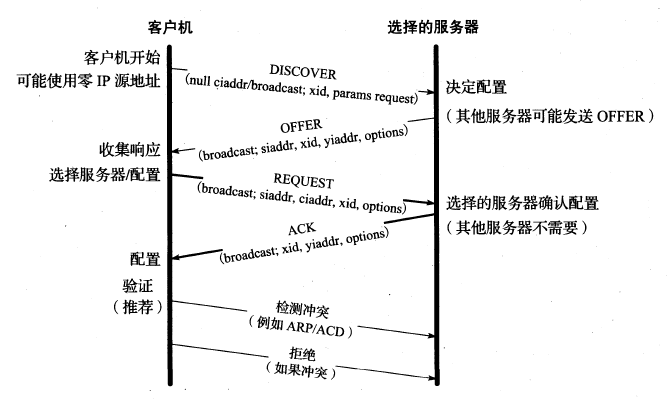 客户机
选择的服务器
客户机开始
可能使用零 IP 源地址
DISCOVER
(null ciaddr/broadcast; xid, params request)
决定配置
（其他服务器可能发送 OFFER）
OFFER
(broadcast; siaddr, xid, yiaddr, options)
收集响应
选择服务器/配置
REQUEST
(broadcast; siaddr, ciaddr, xid, options)
选择的服务器确认配置
（其他服务器不需要）
ACK
(broadcast; xid, yiaddr, options)
配置
验证
（推荐）
检测冲突
（例如 ARP/ACD）
拒绝
（如果冲突）